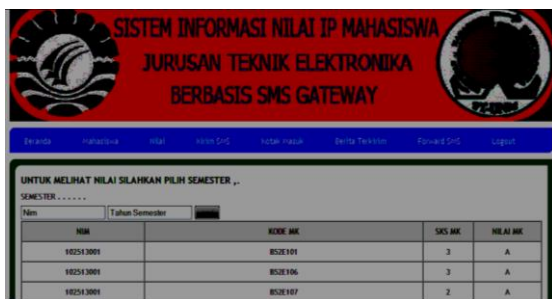 SISTEM INFORMASI NILAI IP MAHASISWA
JURUSAN TEKNIK ELEKTRONIKA
BERBASIS SMS GATEWAY
Beranda Mahasiswa Nilai Kirim SMS Kotak Masuk Berita Terkirim Forward SMS Logout
UNTUK MELIHAT NILAI SILAHKAN PILIH SEMESTER ,.
SEMESTER . . . . . .
Nim Tahun Semester
NIM KODE MK SKS MK NILAI MK
102513001 B52E101 3 A
102513001 B52E106 3 A
102513001 B52E107 2 A